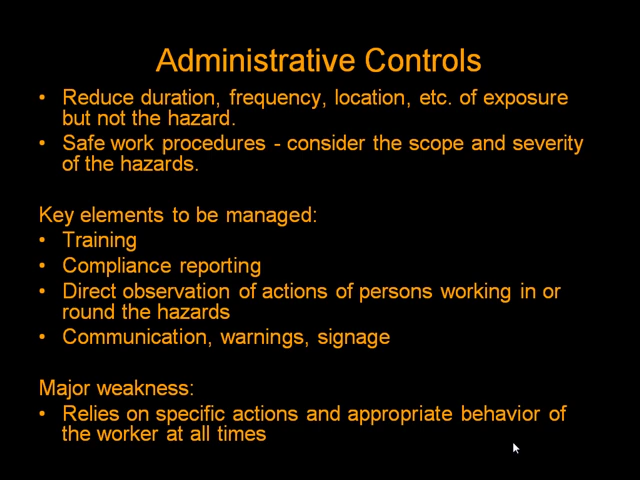 Administrative Controls
• Reduce duration, frequency, location, etc. of exposure
but not the hazard.
• Safe work procedures - consider the scope and severity
of the hazards.
Key elements to be managed:
• Training
• Compliance reporting
• Direct observation of actions of persons working in or
round the hazards
• Communication, warnings, signage
Major weakness:
• Relies on specific actions and appropriate behavior of
the worker at all times